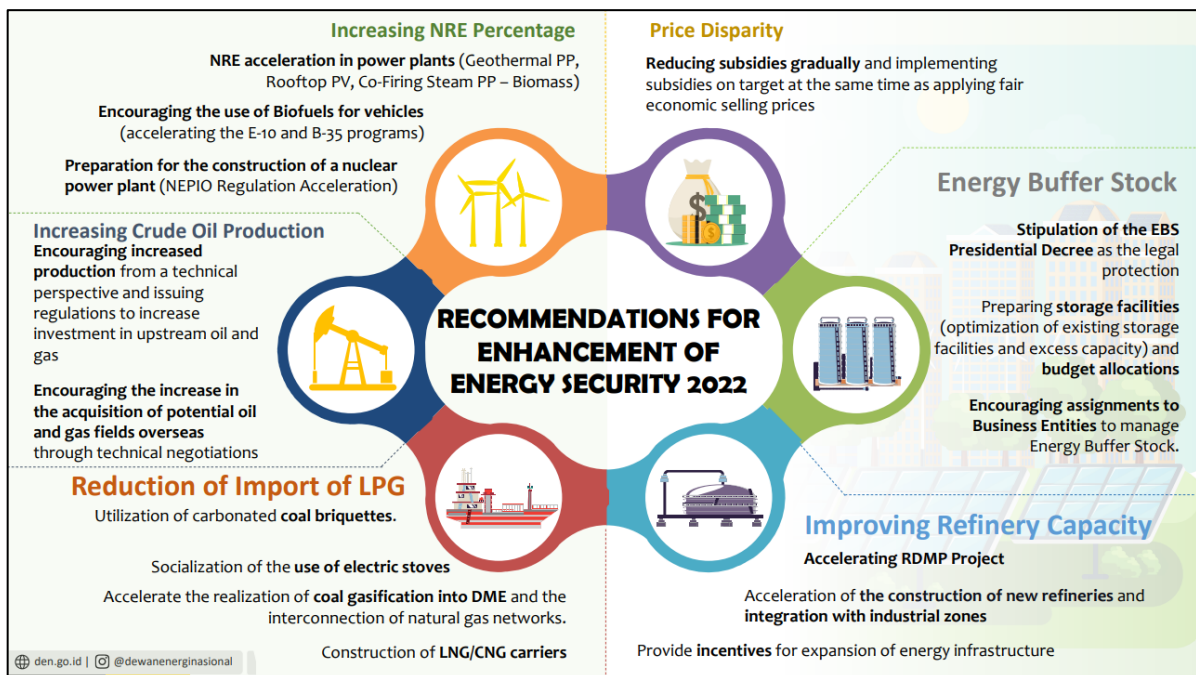 Increasing NRE Percentage
NRE acceleration in power plants (Geothermal PP,
Rooftop PV, Co-Firing Steam PP – Biomass)
Encouraging the use of Biofuels for vehicles
(accelerating the E-10 and B-35 programs)
Preparation for the construction of a nuclear
power plant (NEPIO Regulation Acceleration)
Increasing Crude Oil Production
Encouraging increased
production from a technical
perspective and issuing
regulations to increase
investment in upstream oil and
gas
Encouraging the increase in
the acquisition of potential oil
and gas fields overseas
through technical negotiations
Reduction of Import of LPG
Utilization of carbonated coal briquettes.
Socialization of the use of electric stoves
Accelerate the realization of coal gasification into DME and the
interconnection of natural gas networks.
Construction of LNG/CNG carriers
RECOMMENDATIONS FOR
ENHANCEMENT OF
ENERGY SECURITY 2022
Price Disparity
Reducing subsidies gradually and implementing
subsidies on target at the same time as applying fair
economic selling prices
$
$
Energy Buffer Stock
Stipulation of the EBS
Presidential Decree as the legal
protection
Preparing storage facilities
(optimization of existing storage
facilities and excess capacity) and
budget allocations
Encouraging assignments to
Business Entities to manage
Energy Buffer Stock.
Improving Refinery Capacity
Accelerating RDMP Project
Acceleration of the construction of new refineries and
integration with industrial zones
Provide incentives for expansion of energy infrastructure
den.go.id | @dewanenerginasional